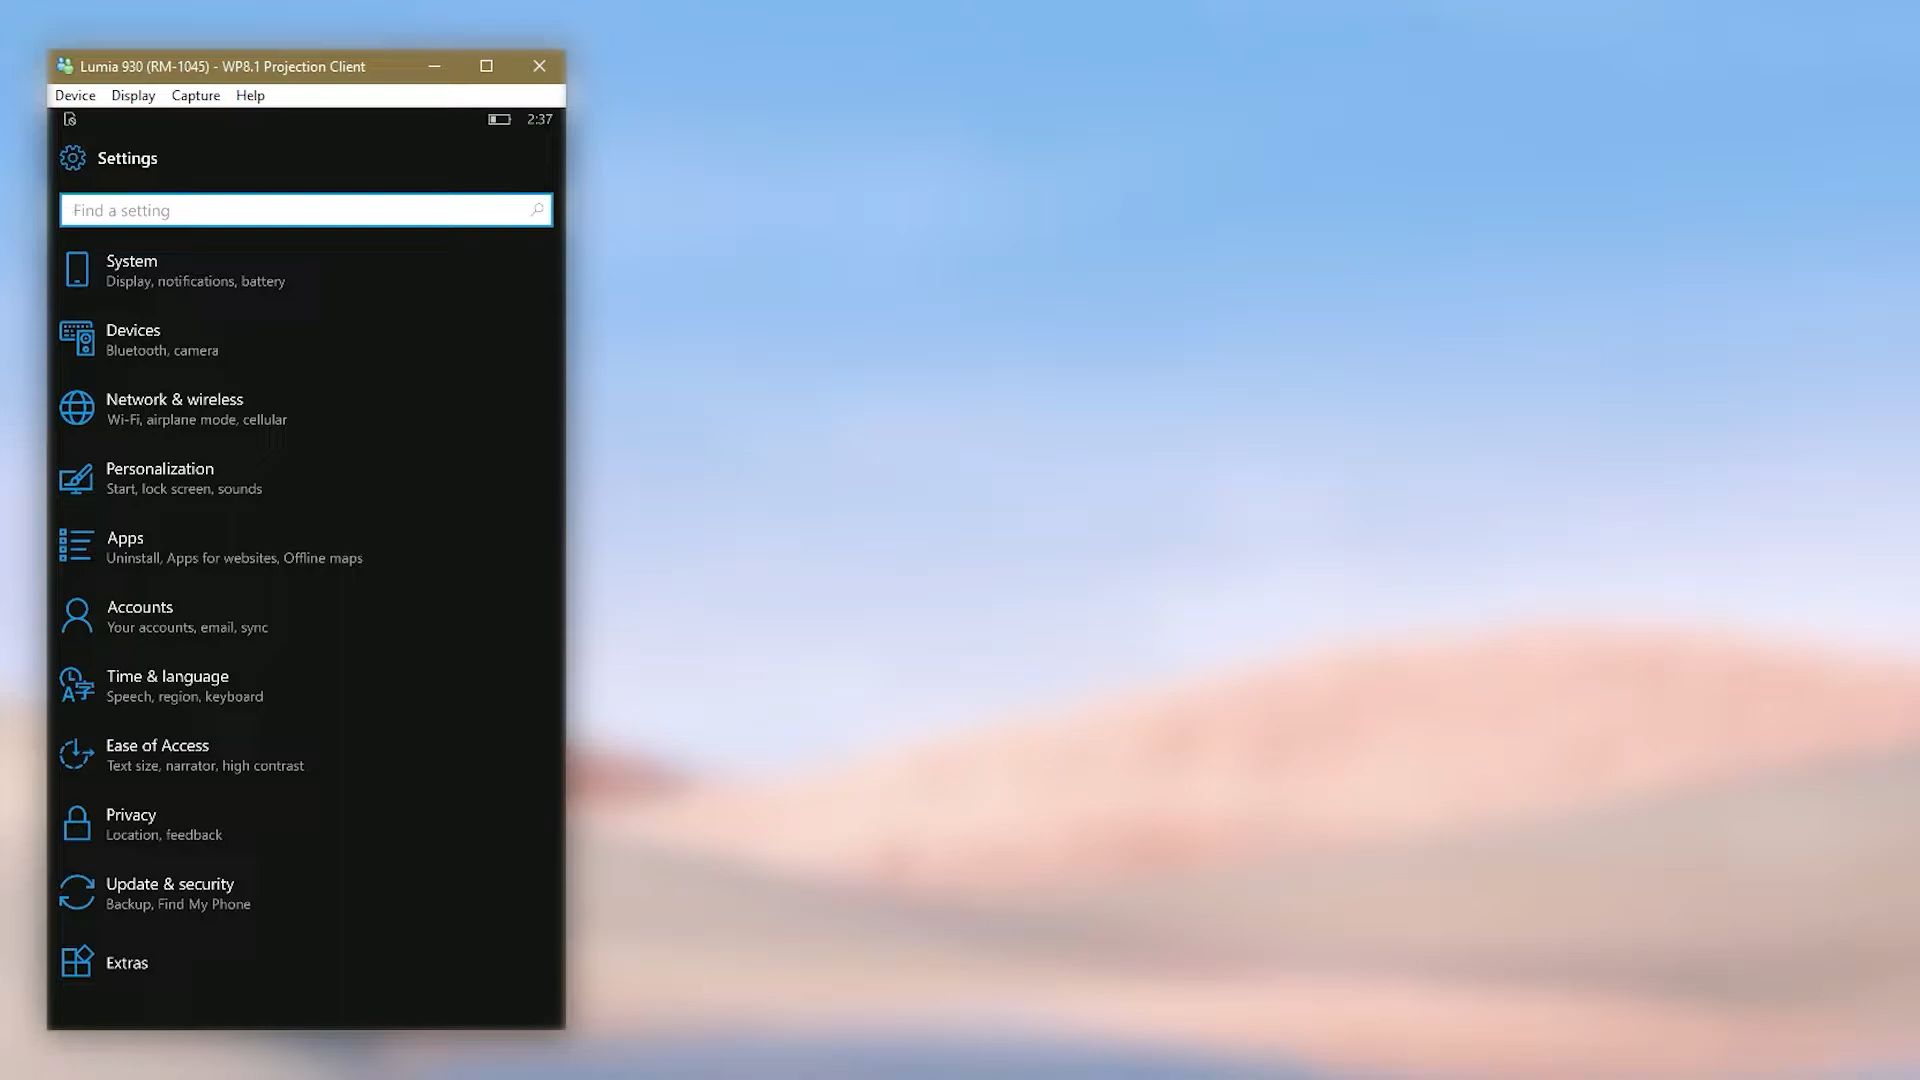 Lumia 930 (RM-1045) - WP8.1 Projection Client
Device Display Capture Help
2:37
Settings
Find a setting
System
Display, notifications, battery
Devices
Bluetooth, camera
Network & wireless
Wi-Fi, airplane mode, cellular
Personalization
Start, lock screen, sounds
Apps
Uninstall, Apps for websites, Offline maps
Accounts
Your accounts, email, sync
Time & language
Speech, region, keyboard
Ease of Access
Text size, narrator, high contrast
Privacy
Location, feedback
Update & security
Backup, Find My Phone
Extras